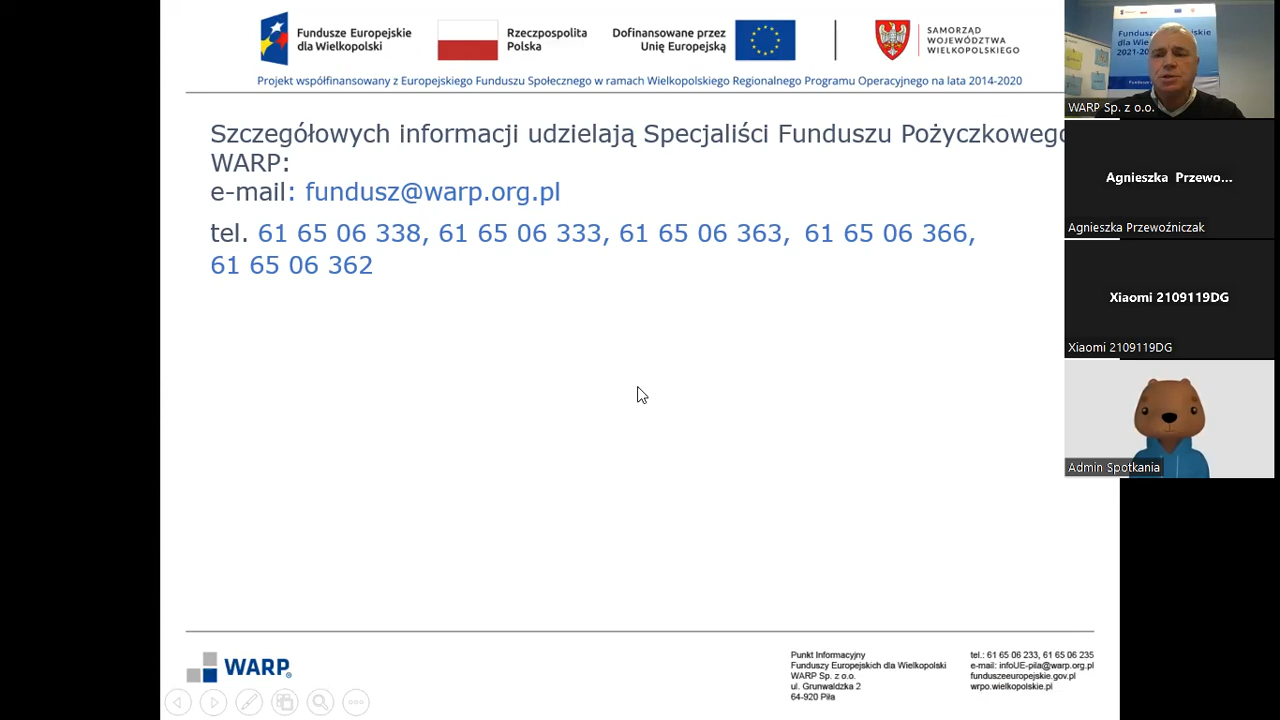 Fundusze Europejskie
dla Wielkopolski
Rzeczpospolita
Polska
Dofinansowane przez
Unię Europejską
SAMORZĄD
WOJEWÓDZTWA
WIELKOPOLSKIEGO
Projekt współfinansowany z Europejskiego Funduszu Społecznego w ramach Wielkopolskiego Regionalnego Programu Operacyjnego na lata 2014-2020
Szczegółowych informacji udzielają Specjaliści Funduszu Pożyczkowego
WARP:
e-mail: fundusz@warp.org.pl
tel. 61 65 06 338, 61 65 06 333, 61 65 06 363, 61 65 06 366,
61 65 06 362
WARP
Punkt Informacyjny
Funduszy Europejskich dla Wielkopolski
WARP Sp. z o.o.
ul. Grunwaldzka 2
64-920 Piła
tel.: 61 65 06 233, 61 65 06 235
e-mail: infoUE-pila@warp.org.pl
funduszeeuropejskie.gov.pl
wrpo.wielkopolskie.pl
WARP Sp. z o.o.
Agnieszka Przewo...
Agnieszka Przewoźniczak
Xiaomi 2109119DG
Xiaomi 2109119DG
Admin Spotkania